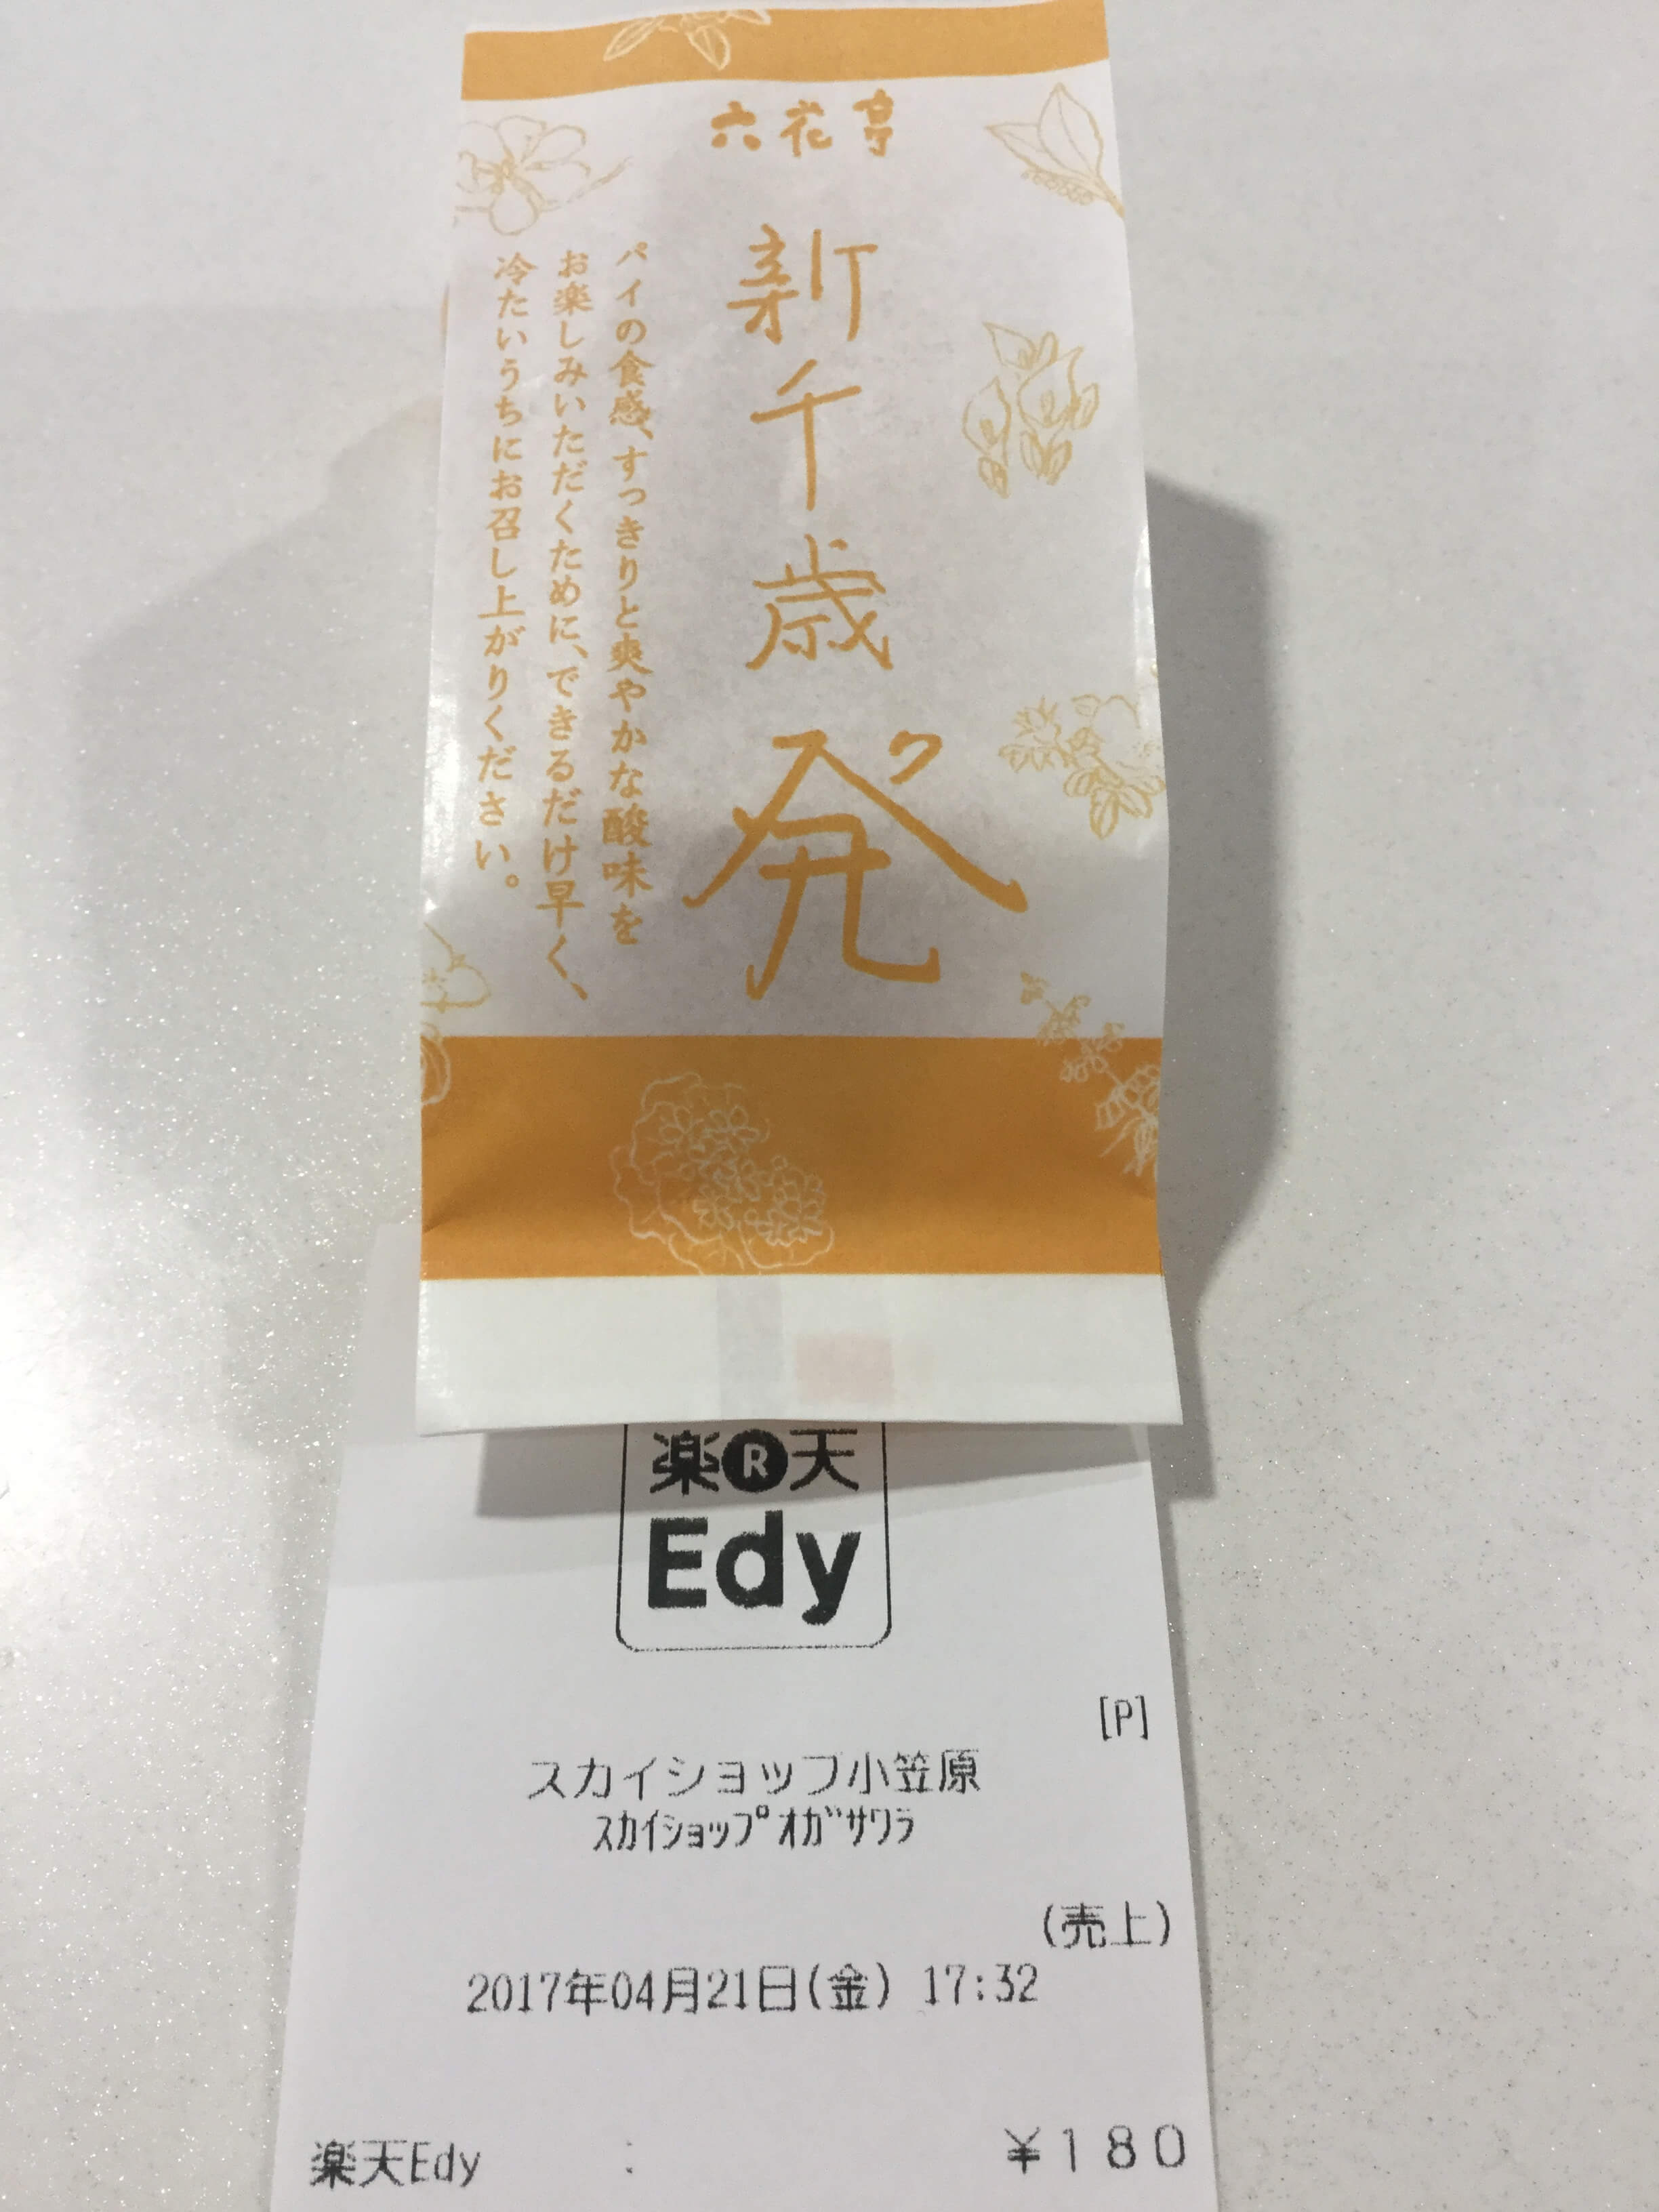 六花亭
新千歳発
パイの食感、すっきりと爽やかな酸味を
お楽しみいただくために、できるだけ早く、
冷たいうちにお召し上がりください。
楽R天
Edy
[P]
スカイショップ小笠原
ｽｶｲｼｮｯﾌﾟｵｶﾞｻﾜﾗ
(売上)
2017年04月21日(金) 17:32
楽天Edy : ¥180